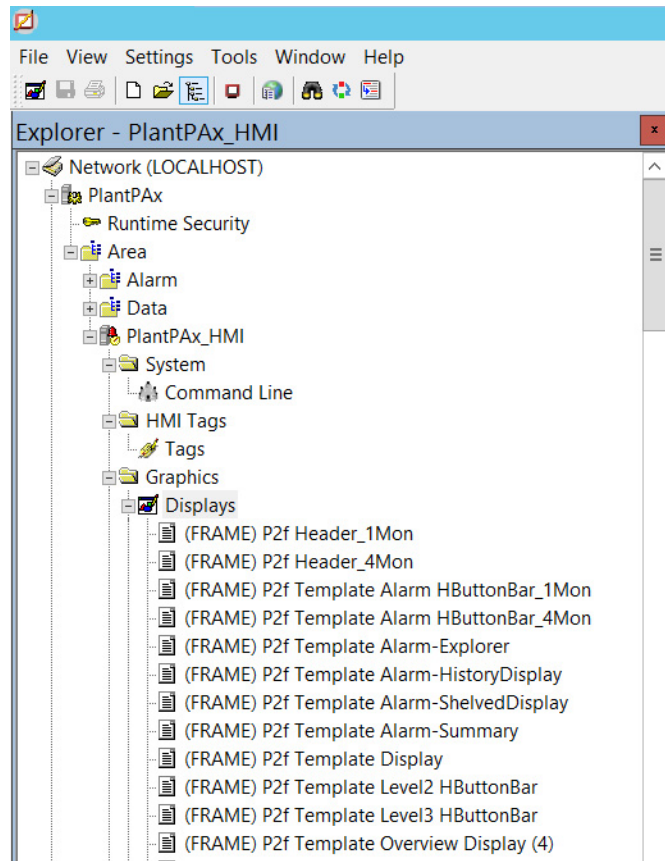 File View Settings Tools Window Help
Explorer - PlantPAx_HMI
Network (LOCALHOST)
PlantPAx
Runtime Security
Area
Alarm
Data
PlantPAx_HMI
System
Command Line
HMI Tags
Tags
Graphics
Displays
(FRAME) P2f Header_1Mon
(FRAME) P2f Header_4Mon
(FRAME) P2f Template Alarm HButtonBar_1Mon
(FRAME) P2f Template Alarm HButtonBar_4Mon
(FRAME) P2f Template Alarm-Explorer
(FRAME) P2f Template Alarm-HistoryDisplay
(FRAME) P2f Template Alarm-ShelvedDisplay
(FRAME) P2f Template Alarm-Summary
(FRAME) P2f Template Display
(FRAME) P2f Template Level2 HButtonBar
(FRAME) P2f Template Level3 HButtonBar
(FRAME) P2f Template Overview Display (4)